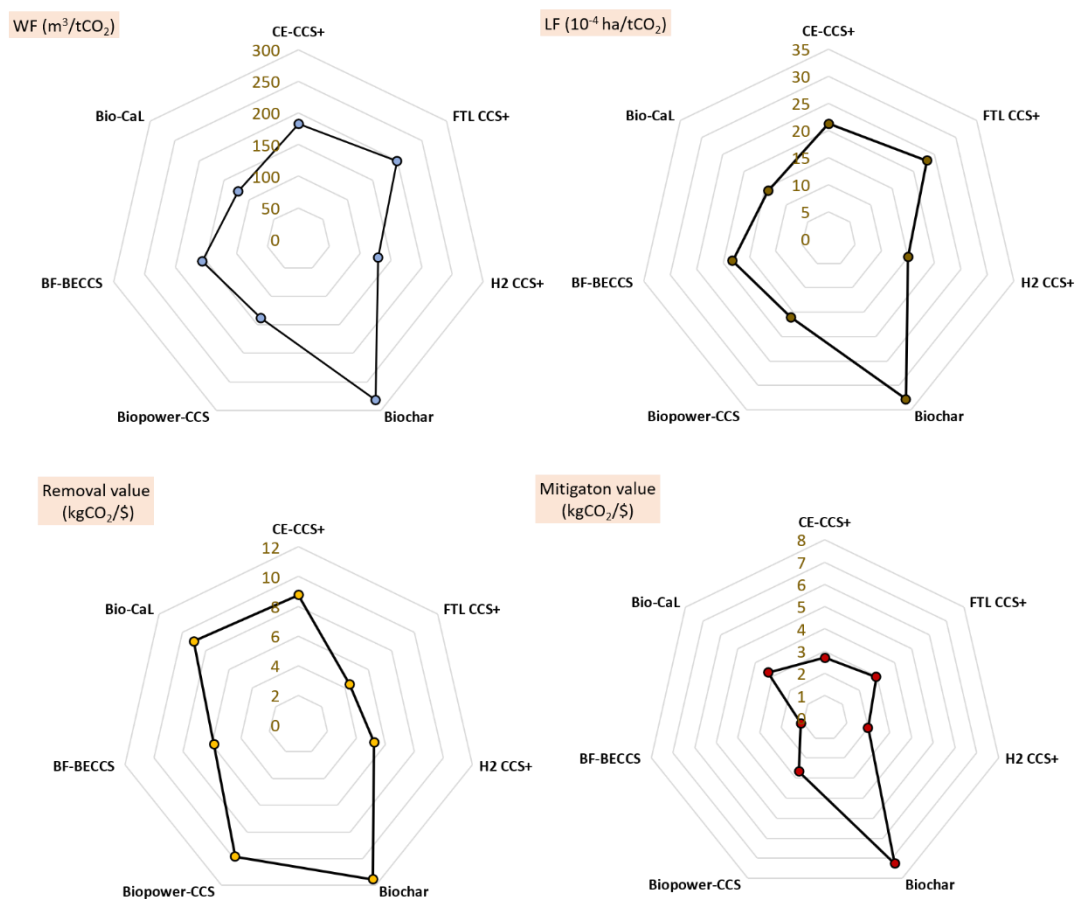 WF (m³/tCO₂)
CE-CCS+
300
250
200
150
100
50
0
FTL CCS+
H2 CCS+
Biochar
Biopower-CCS
BF-BECCS
Bio-CaL
LF (10⁻⁴ ha/tCO₂)
CE-CCS+
35
30
25
20
15
10
5
0
FTL CCS+
H2 CCS+
Biochar
Biopower-CCS
BF-BECCS
Bio-CaL
Removal value
(kgCO₂/$)
CE-CCS+
12
10
8
6
4
2
0
FTL CCS+
H2 CCS+
Biochar
Biopower-CCS
BF-BECCS
Bio-CaL
Mitigaton value
(kgCO₂/$)
CE-CCS+
8
7
6
5
4
3
2
1
0
FTL CCS+
H2 CCS+
Biochar
Biopower-CCS
BF-BECCS
Bio-CaL